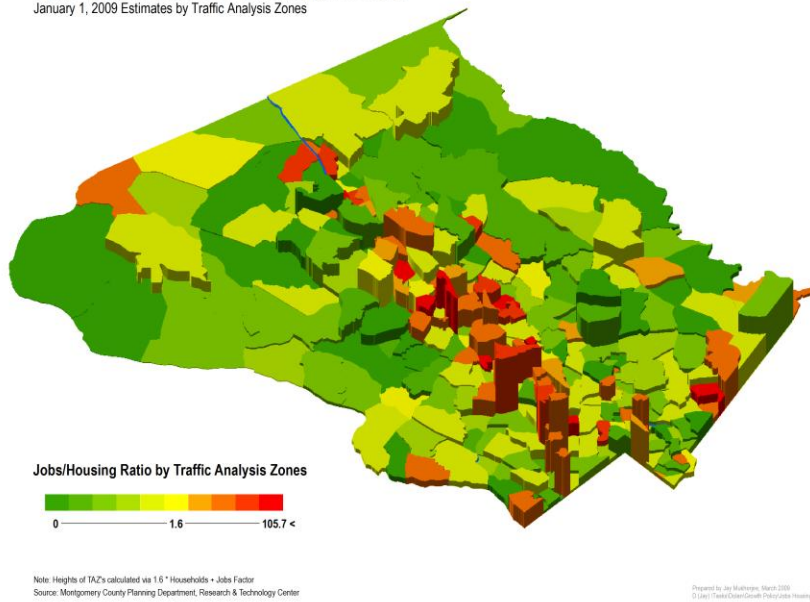 January 1, 2009 Estimates by Traffic Analysis Zones
Jobs/Housing Ratio by Traffic Analysis Zones
0 1.6 105.7 <
Note: Heights of TAZ's calculated via 1.6 * Households + Jobs Factor
Source: Montgomery County Planning Department, Research & Technology Center
Prepared by Jay Mukherjee, March 2009